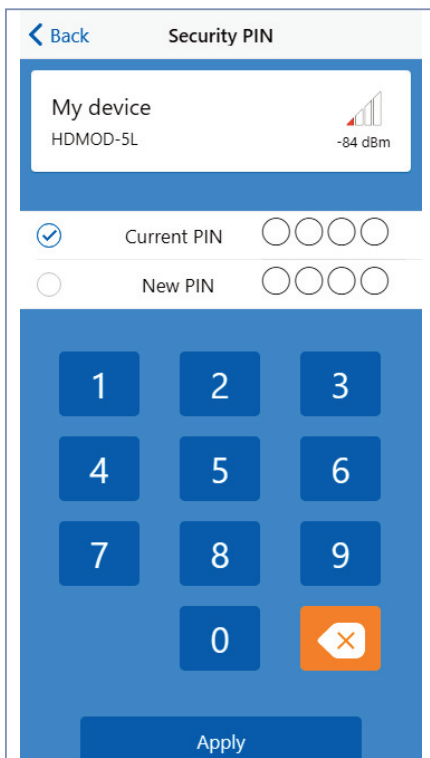 Back Security PIN
My device
HDMOD-5L -84 dBm
Current PIN
New PIN
1 2 3
4 5 6
7 8 9
0
Apply